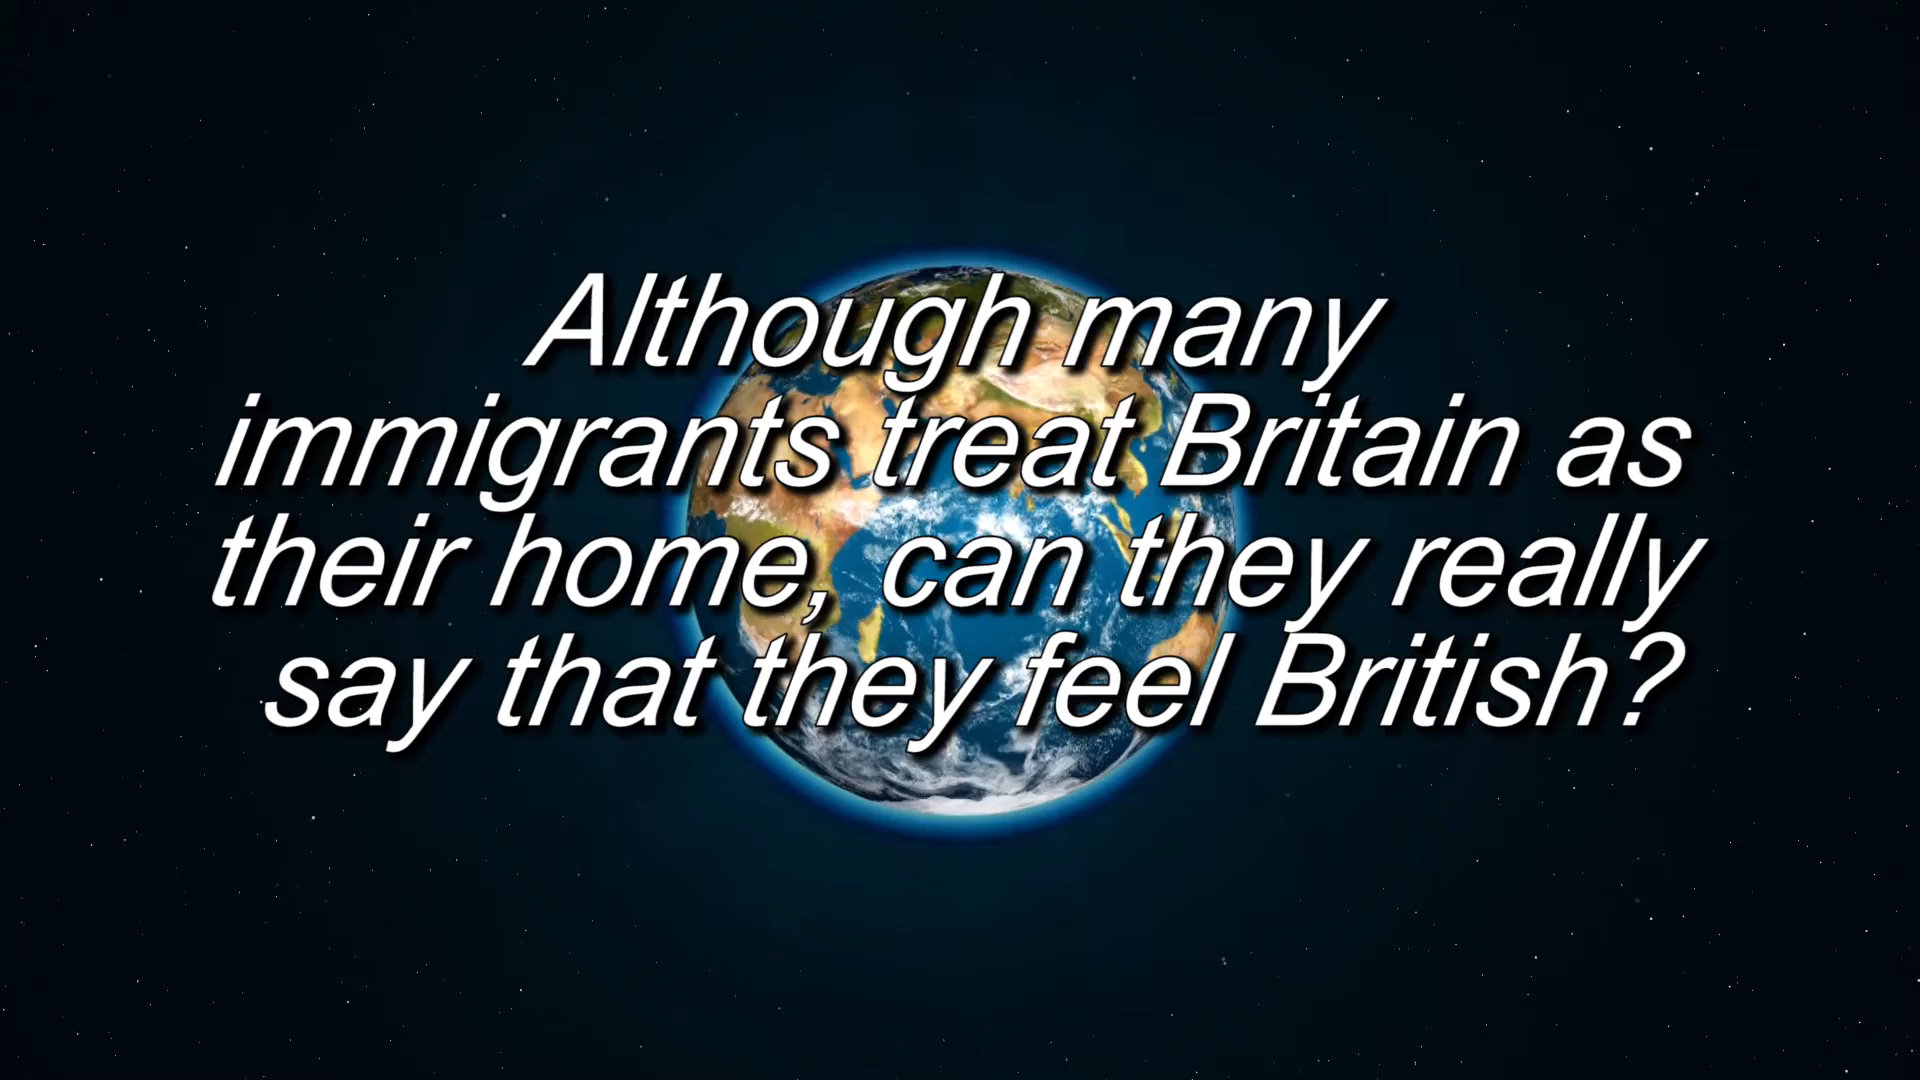 Although many
immigrants treat Britain as
their home, can they really
say that they feel British?